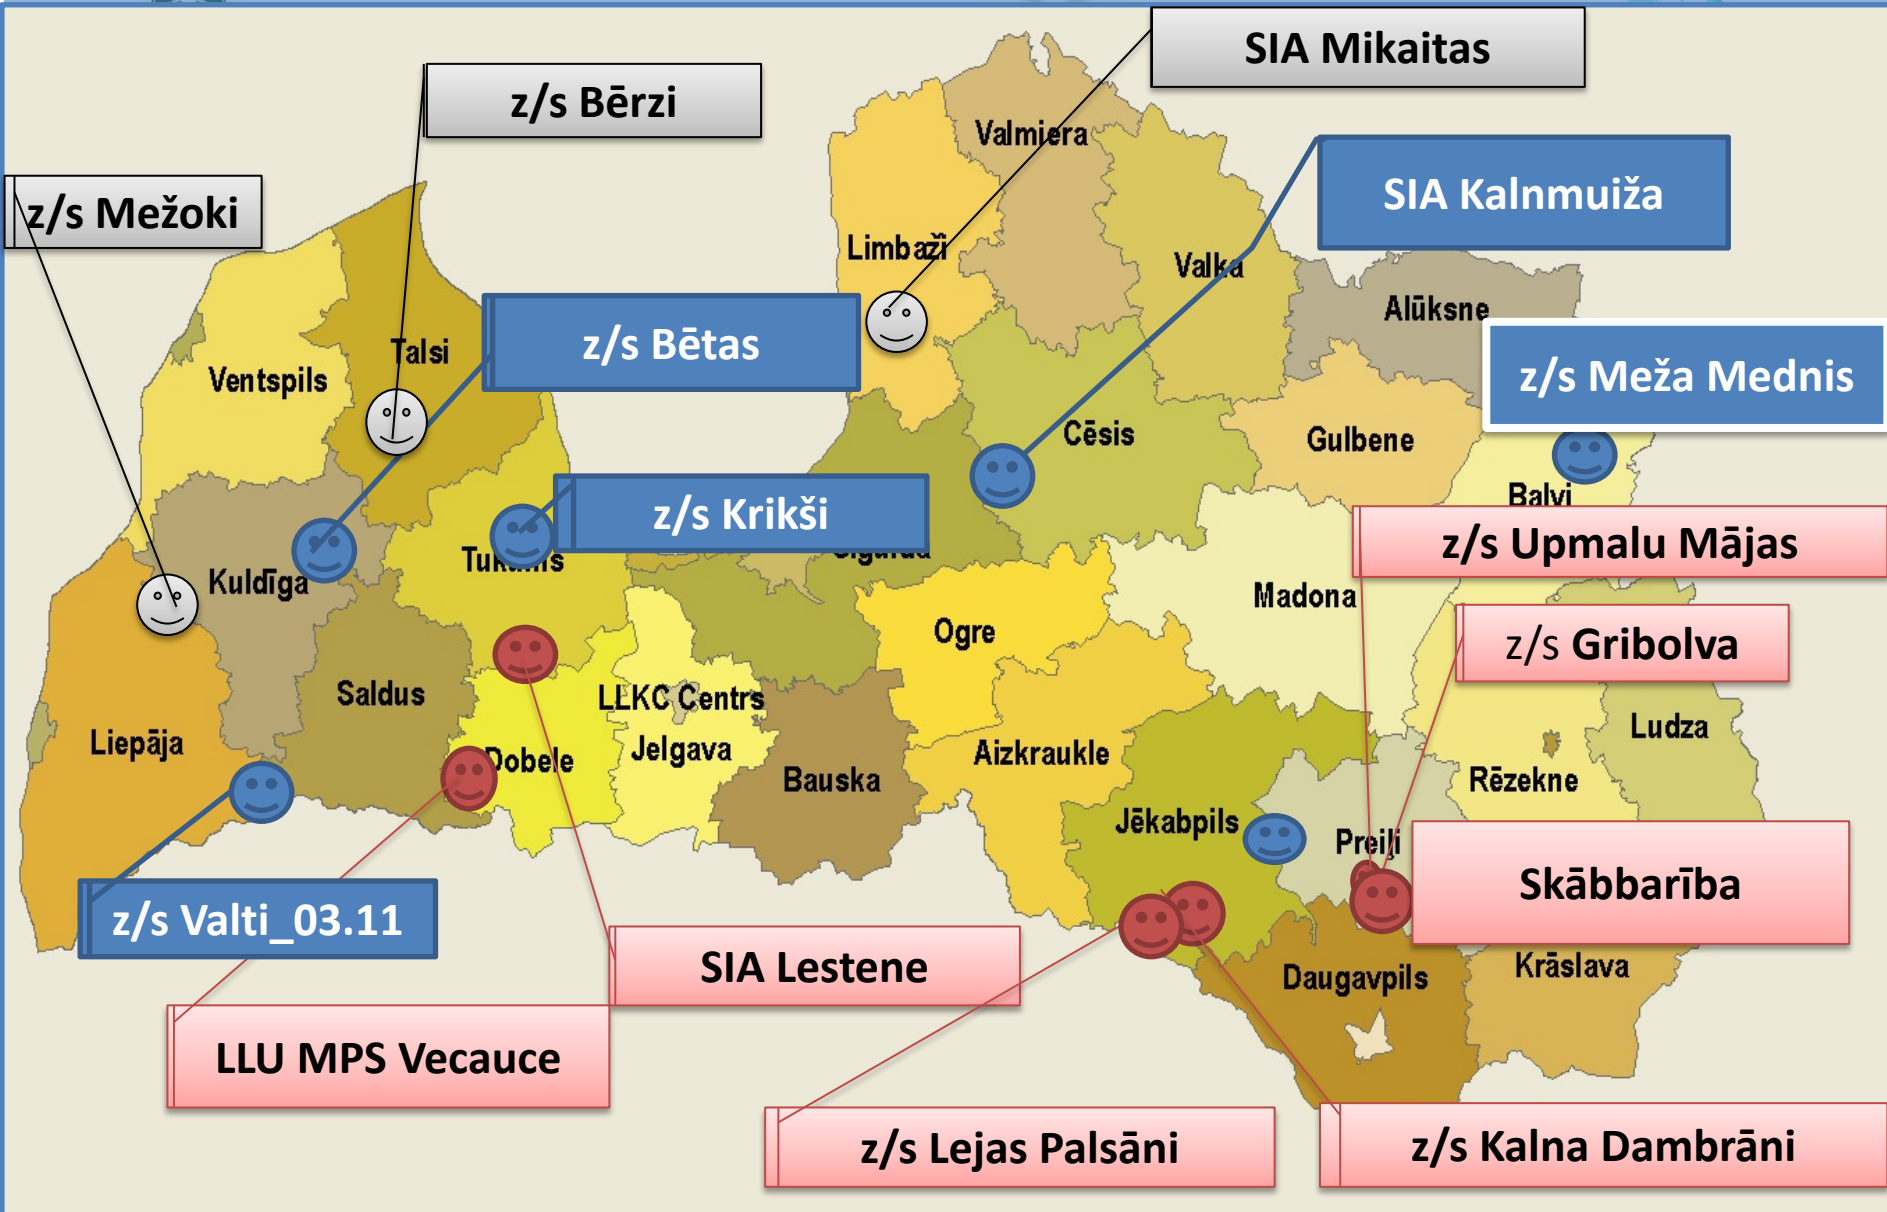 SIA Mikaitas
z/s Bērzi
Valmiera
SIA Kalnmuiža
z/s Mežoki
Limbaži
Valka
Alūksne
z/s Bētas
Talsi
z/s Meža Mednis
Ventspils
Cēsis
Gulbene
Balvi
z/s Krikši
z/s Upmalu Mājas
Sigulda
Tukums
Kuldīga
Madona
Ogre
z/s Gribolva
Saldus
LLKC Centrs
Ludza
Liepāja
Jelgava
Dobele
Aizkraukle
Bauska
Rēzekne
Jēkabpils
Preiļi
Skābbarība
z/s Valti_03.11
SIA Lestene
Krāslava
Daugavpils
LLU MPS Vecauce
z/s Lejas Palsāni
z/s Kalna Dambrāni